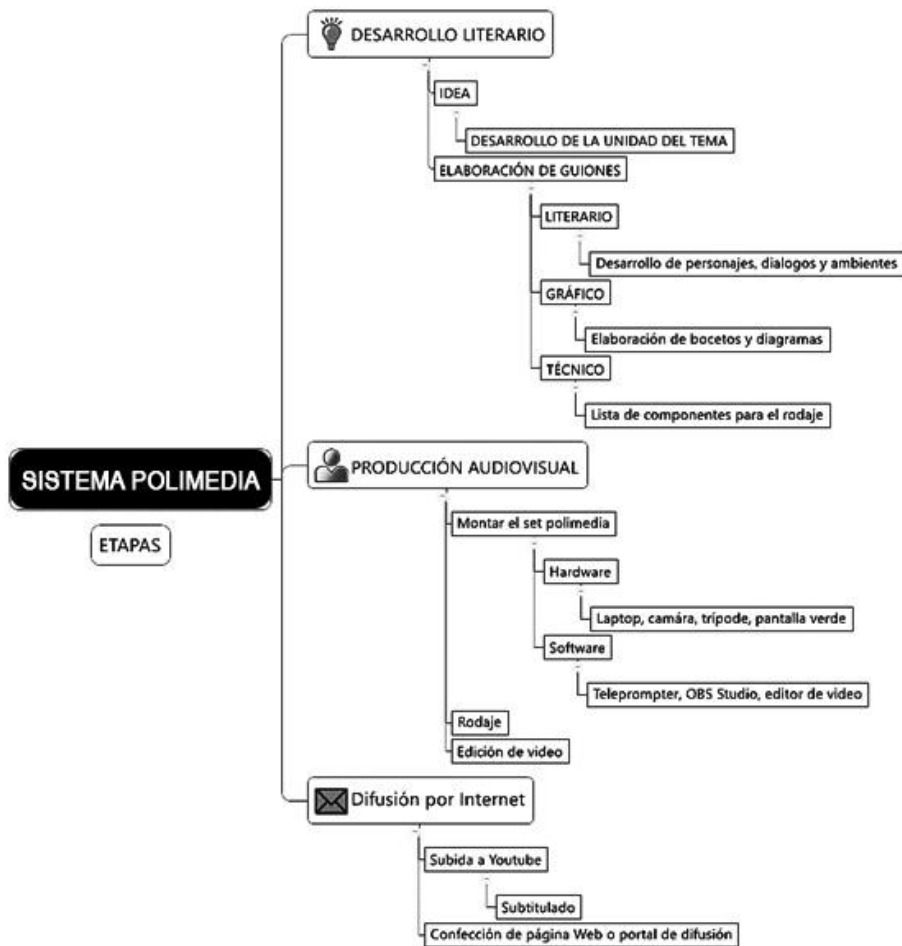 DESARROLLO LITERARIO
IDEA
DESARROLLO DE LA UNIDAD DEL TEMA
ELABORACIÓN DE GUIONES
LITERARIO
Desarrollo de personajes, dialogos y ambientes
GRÁFICO
Elaboración de bocetos y diagramas
TÉCNICO
Lista de componentes para el rodaje
SISTEMA POLIMEDIA
ETAPAS
PRODUCCIÓN AUDIOVISUAL
Montar el set polimedia
Hardware
Laptop, camára, trípode, pantalla verde
Software
Teleprompter, OBS Studio, editor de video
Rodaje
Edición de video
Difusión por Internet
Subida a Youtube
Subtitulado
Confección de página Web o portal de difusión